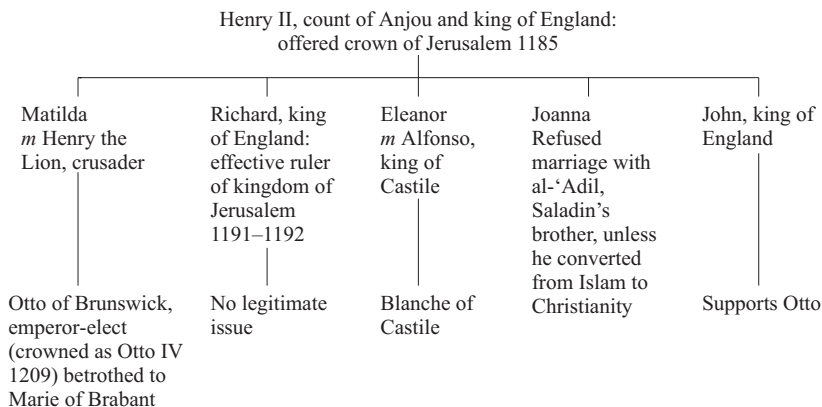 Henry II, count of Anjou and king of England:
offered crown of Jerusalem 1185
Matilda
m Henry the
Lion, crusader
Richard, king
of England:
effective ruler
of kingdom of
Jerusalem
1191–1192
Eleanor
m Alfonso,
king of
Castile
Joanna
Refused
marriage with
al-‘Adil,
Saladin’s
brother, unless
he converted
from Islam to
Christianity
John, king of
England
Otto of Brunswick,
emperor-elect
(crowned as Otto IV
1209) betrothed to
Marie of Brabant
No legitimate
issue
Blanche of
Castile
Supports Otto